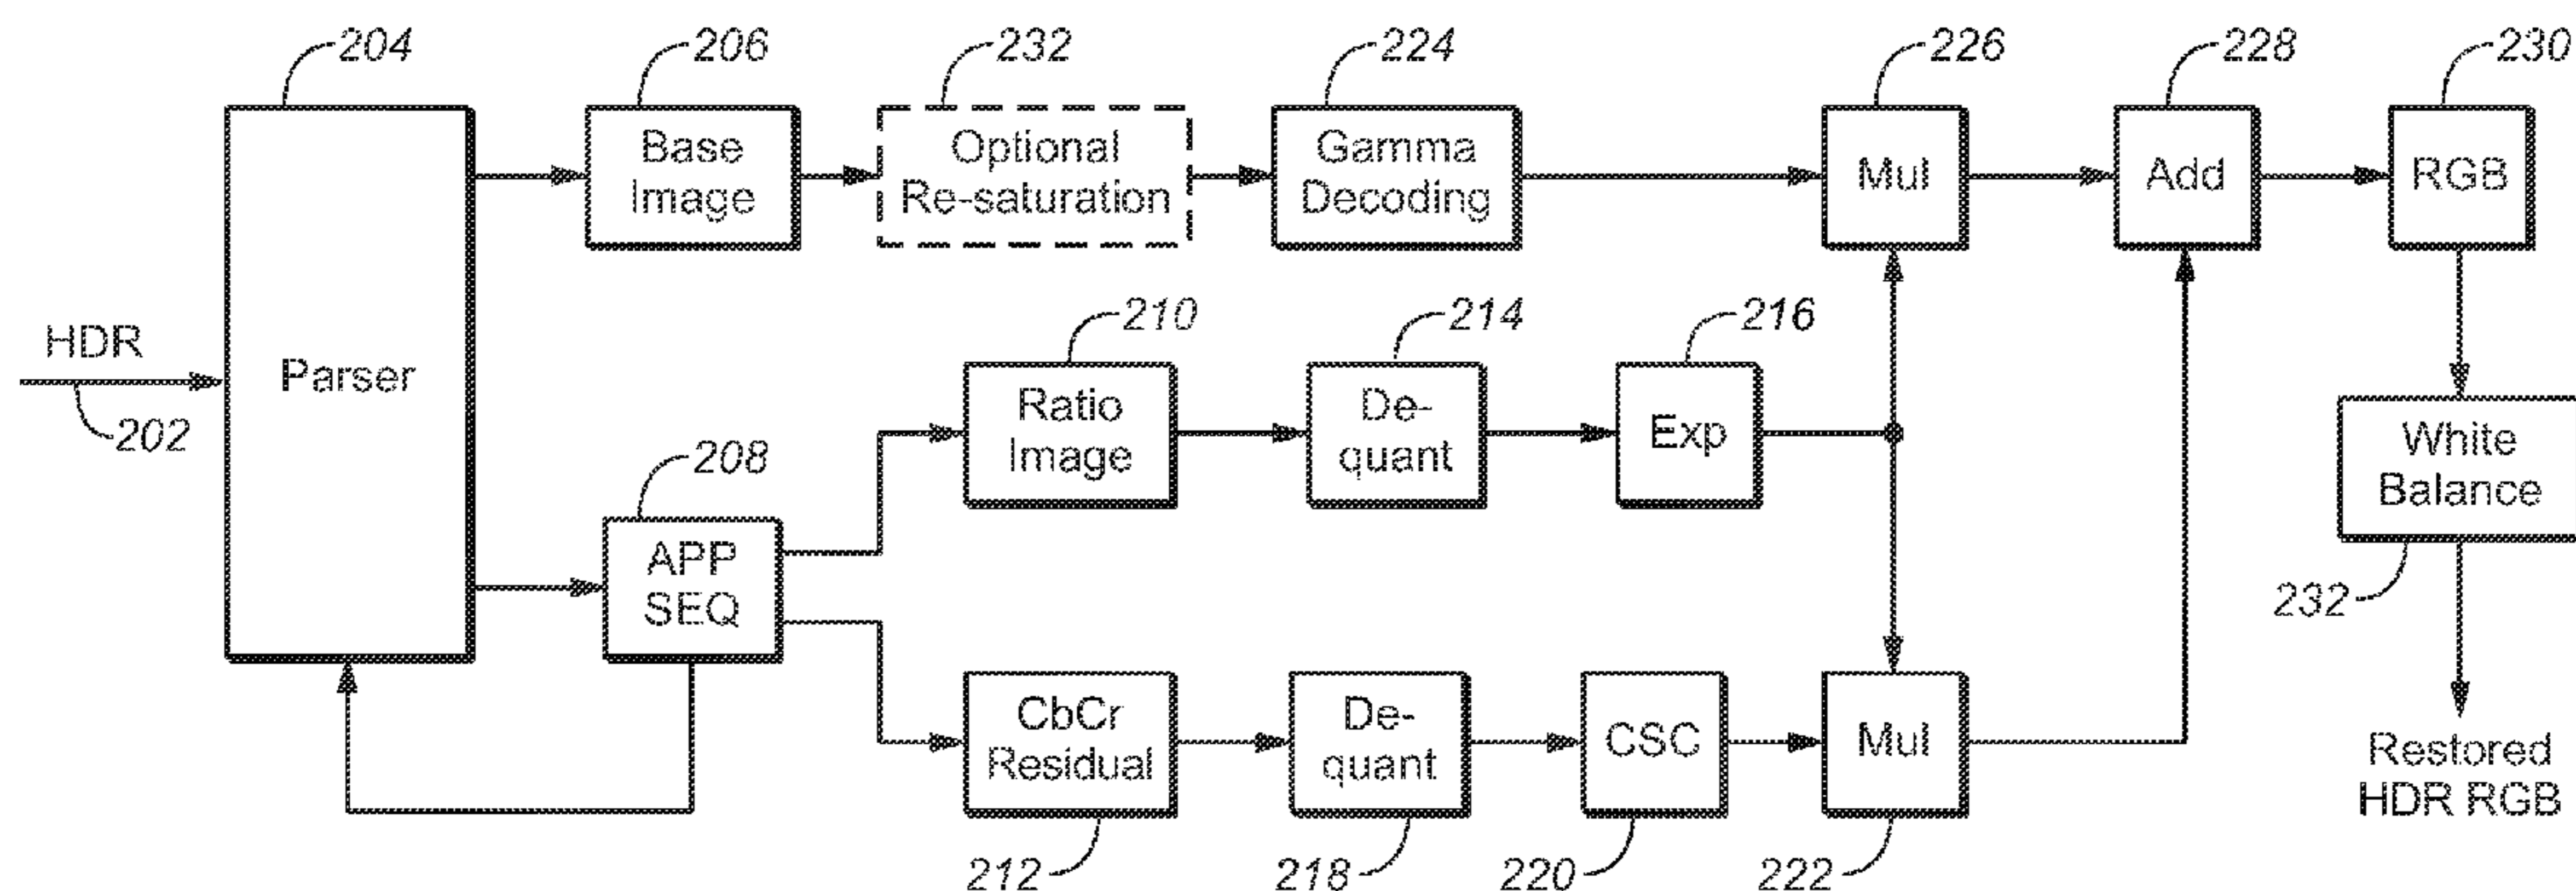 204
206
232
224
226
228
230
Base
Image
Optional
Re-saturation
Gamma
Decoding
Mul
Add
RGB
HDR
202
Parser
210
214
216
Ratio
Image
De-
quant
Exp
White
Balance
232
208
APP
SEQ
CbCr
Residual
De-
quant
CSC
Mul
Restored
HDR RGB
212
218
220
222